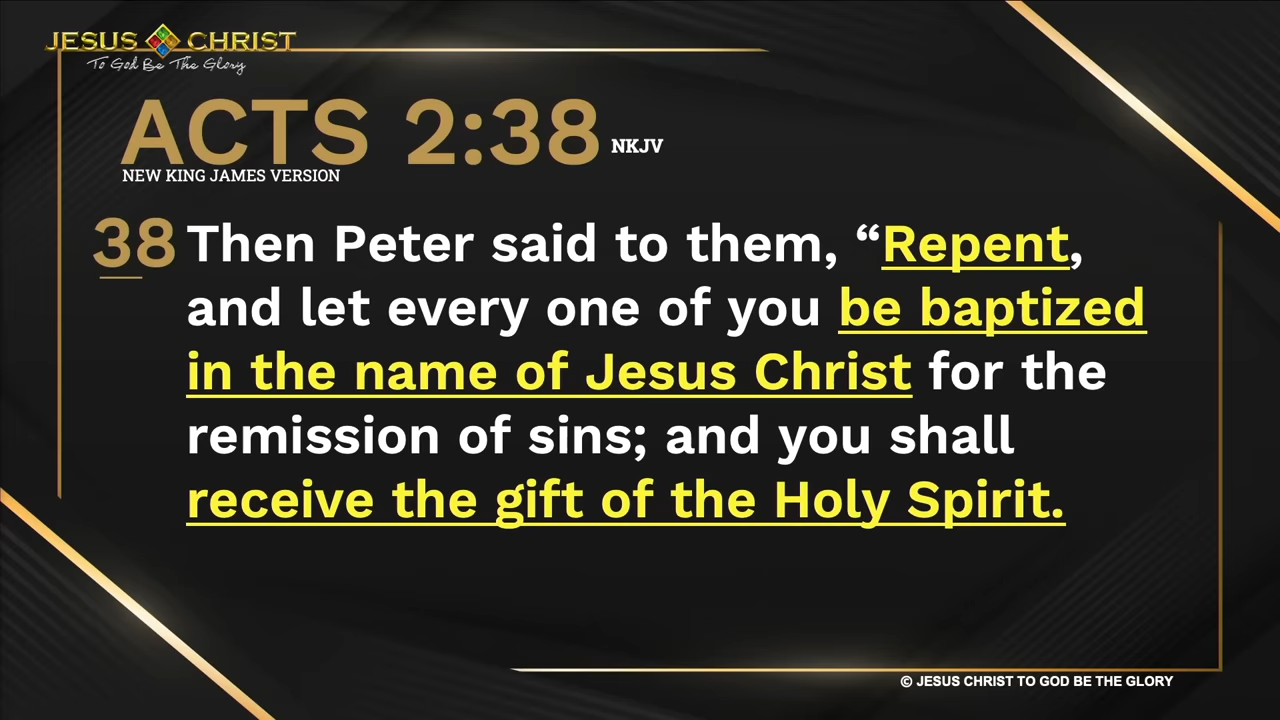 JESUS CHRIST
To God Be The Glory
ACTS 2:38 NKJV
NEW KING JAMES VERSION
38 Then Peter said to them, “Repent,
and let every one of you be baptized
in the name of Jesus Christ for the
remission of sins; and you shall
receive the gift of the Holy Spirit.
© JESUS CHRIST TO GOD BE THE GLORY